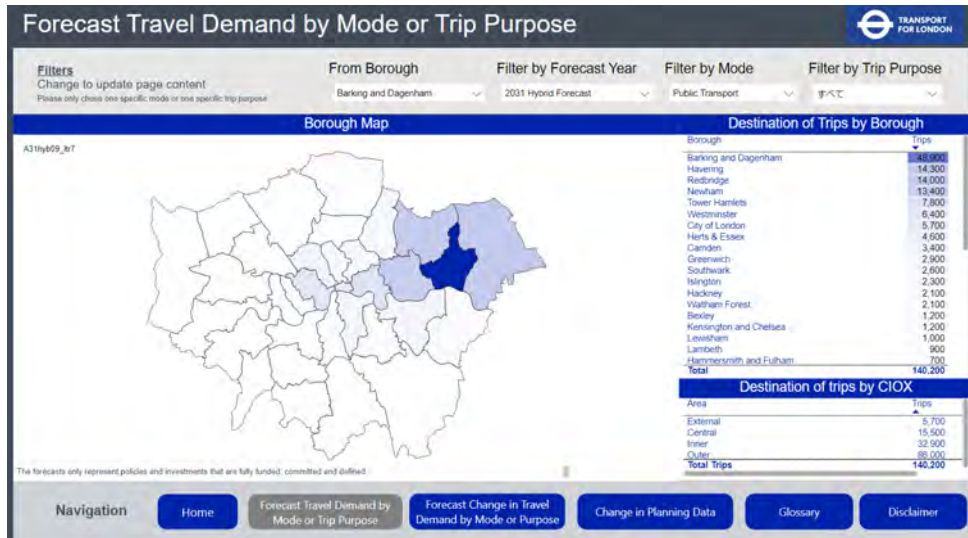 Forecast Travel Demand by Mode or Trip Purpose
TRANSPORT
FOR LONDON
Filters
Change to update page content
Please only chose one specific mode or one specific trip purpose
From Borough
Barking and Dagenham
Filter by Forecast Year
2031 Hybrid Forecast
Filter by Mode
Public Transport
Filter by Trip Purpose
すべて
Borough Map
A31hyb09_ltr7
The forecasts only represent policies and investments that are fully funded, committed and defined
Destination of Trips by Borough
Borough Trips
Barking and Dagenham 48,900
Havering 14,300
Redbridge 14,000
Newham 13,400
Tower Hamlets 7,800
Westminster 6,400
City of London 5,700
Herts & Essex 4,600
Camden 3,400
Greenwich 2,900
Southwark 2,600
Islington 2,300
Hackney 2,100
Waltham Forest 2,100
Bexley 1,200
Kensington and Chelsea 1,200
Lewisham 1,000
Lambeth 900
Hammersmith and Fulham 700
Total 140,200
Destination of trips by CIOX
Area Trips
External 5,700
Central 15,500
Inner 32,900
Outer 86,000
Total Trips 140,200
Navigation
Home
Forecast Travel Demand by
Mode or Trip Purpose
Forecast Change in Travel
Demand by Mode or Purpose
Change in Planning Data
Glossary
Disclaimer